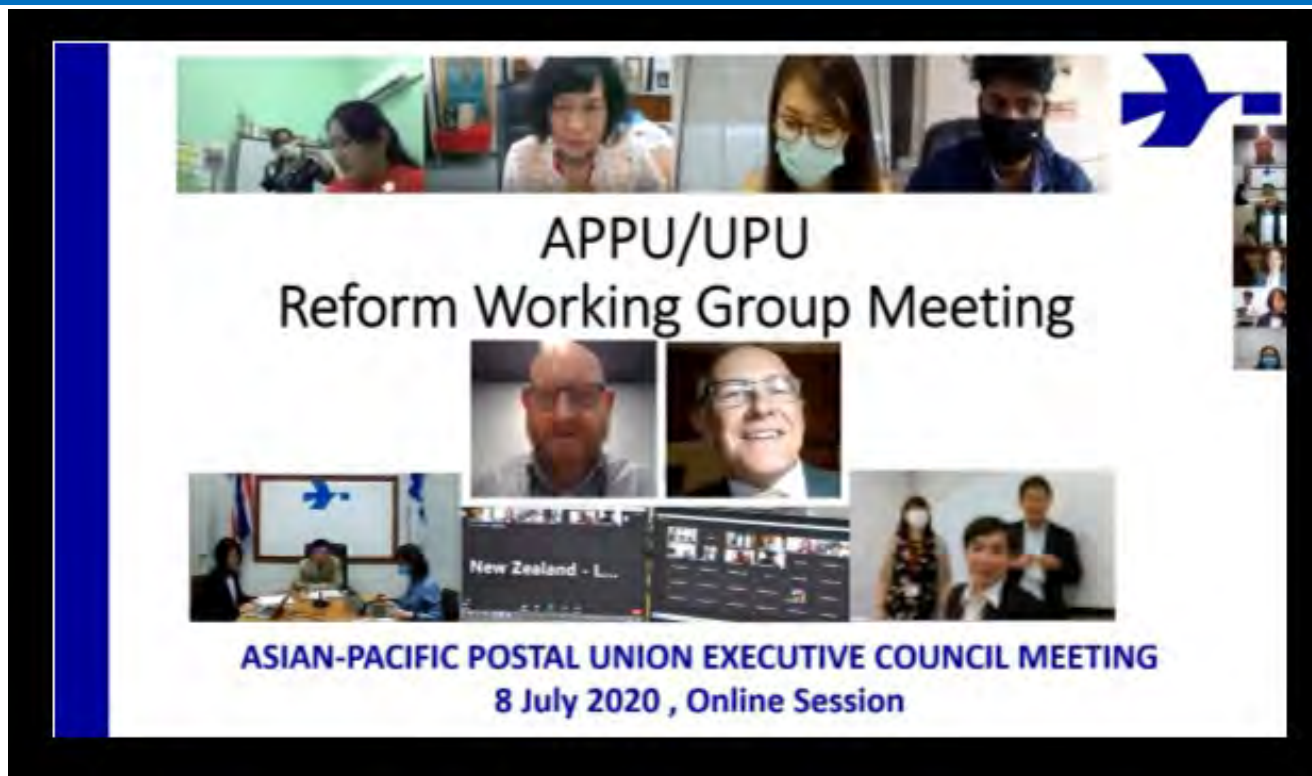 APPU/UPU
Reform Working Group Meeting
New Zealand - L...
ASIAN-PACIFIC POSTAL UNION EXECUTIVE COUNCIL MEETING
8 July 2020 , Online Session